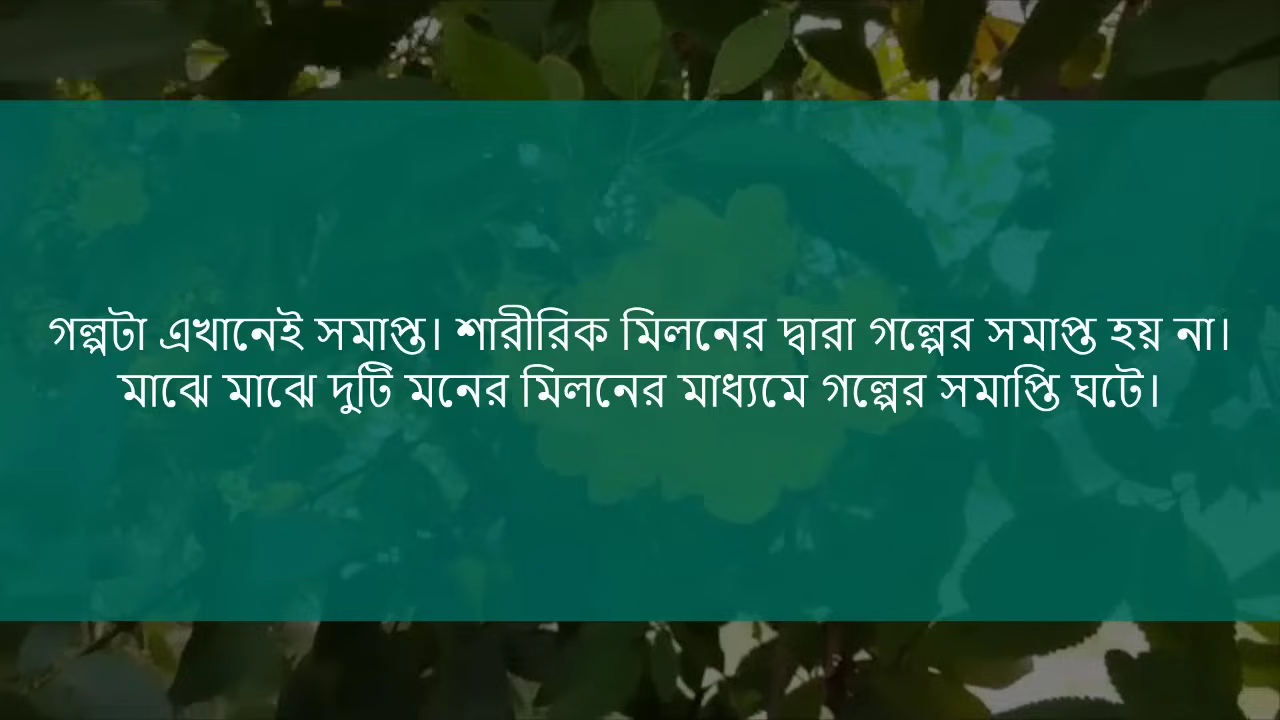 গল্পটা এখানেই সমাপ্ত। শারীরিক মিলনের দ্বারা গল্পের সমাপ্ত হয় না।
মাঝে মাঝে দুটি মনের মিলনের মাধ্যমে গল্পের সমাপ্তি ঘটে।